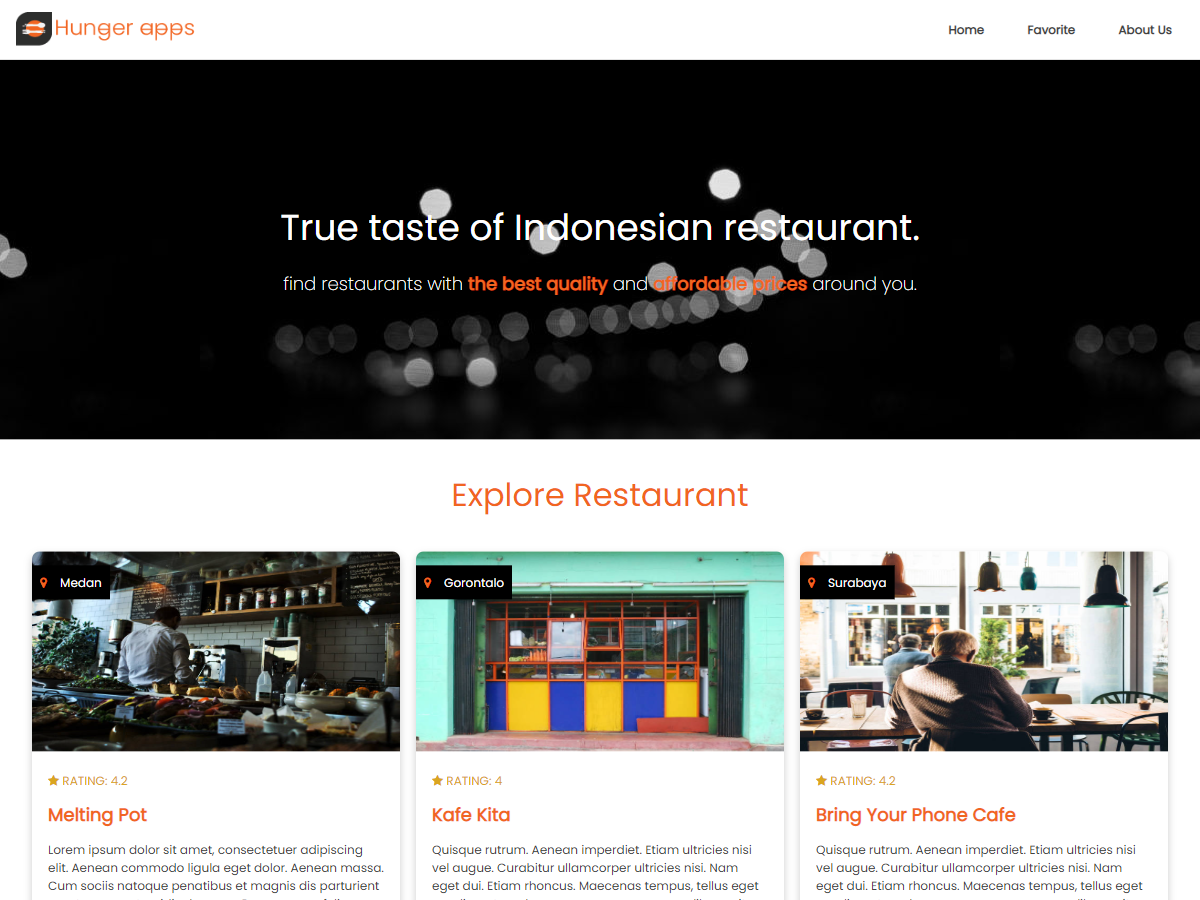 Hunger apps
Home
Favorite
About Us
True taste of Indonesian restaurant.
find restaurants with the best quality and affordable prices around you.
Explore Restaurant
Medan
Gorontalo
Surabaya
RATING: 4.2
Melting Pot
Lorem ipsum dolor sit amet, consectetuer adipiscing
elit. Aenean commodo ligula eget dolor. Aenean massa.
Cum sociis natoque penatibus et magnis dis parturient
RATING: 4
Kafe Kita
Quisque rutrum. Aenean imperdiet. Etiam ultricies nisi
vel augue. Curabitur ullamcorper ultricies nisi. Nam
eget dui. Etiam rhoncus. Maecenas tempus, tellus eget
RATING: 4.2
Bring Your Phone Cafe
Quisque rutrum. Aenean imperdiet. Etiam ultricies nisi
vel augue. Curabitur ullamcorper ultricies nisi. Nam
eget dui. Etiam rhoncus. Maecenas tempus, tellus eget